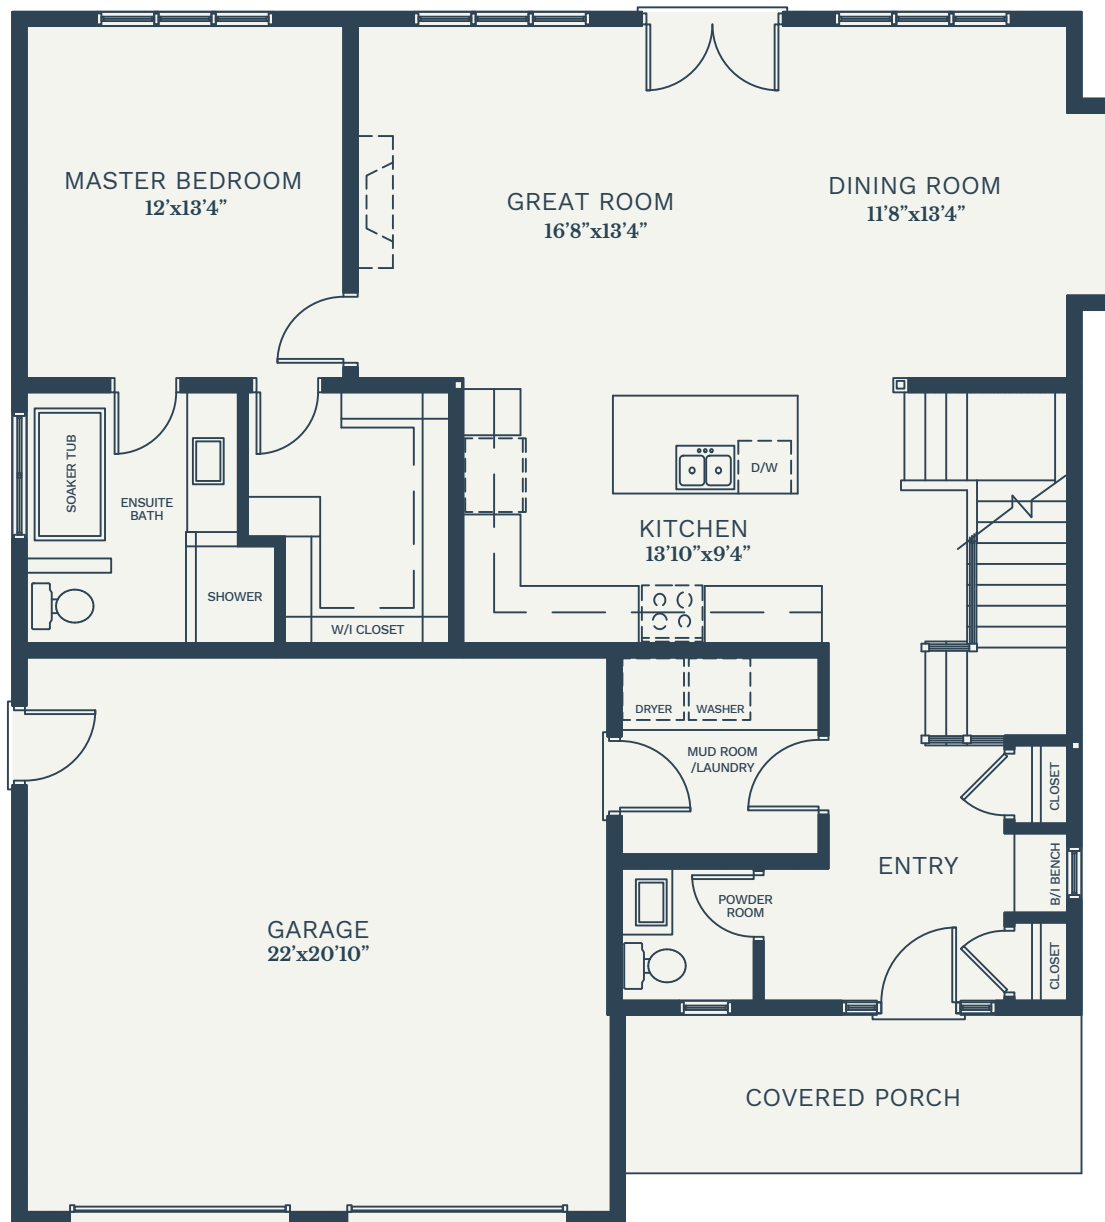 MASTER BEDROOM
12’x13’4”
GREAT ROOM
16’8”x13’4”
DINING ROOM
11’8”x13’4”
SOAKER TUB
ENSUITE
BATH
SHOWER
W/I CLOSET
D/W
KITCHEN
13’10”x9’4”
DRYER
WASHER
MUD ROOM
/LAUNDRY
CLOSET
B/I BENCH
ENTRY
POWDER
ROOM
CLOSET
GARAGE
22’x20’10”
COVERED PORCH